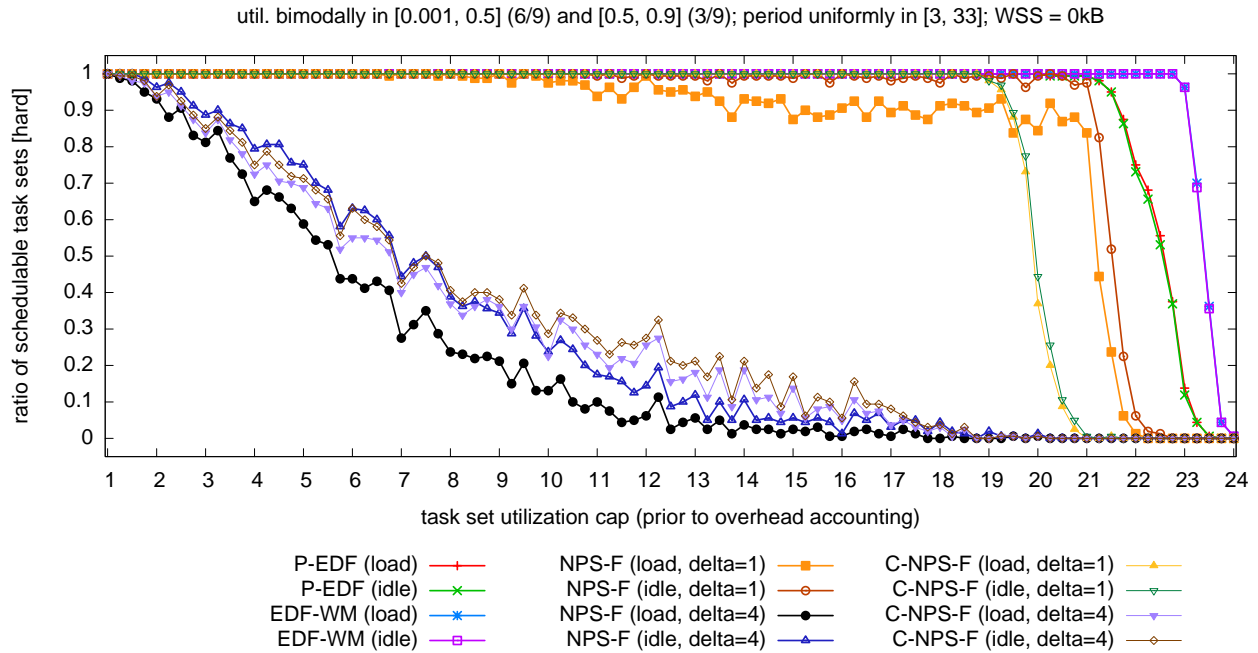 util. bimodally in [0.001, 0.5] (6/9) and [0.5, 0.9] (3/9); period uniformly in [3, 33]; WSS = 0kB
ratio of schedulable task sets [hard]
1
0.9
0.8
0.7
0.6
0.5
0.4
0.3
0.2
0.1
0
1 2 3 4 5 6 7 8 9 10 11 12 13 14 15 16 17 18 19 20 21 22 23 24
task set utilization cap (prior to overhead accounting)
P-EDF (load) NPS-F (load, delta=1) C-NPS-F (load, delta=1)
P-EDF (idle) NPS-F (idle, delta=1) C-NPS-F (idle, delta=1)
EDF-WM (load) NPS-F (load, delta=4) C-NPS-F (load, delta=4)
EDF-WM (idle) NPS-F (idle, delta=4) C-NPS-F (idle, delta=4)